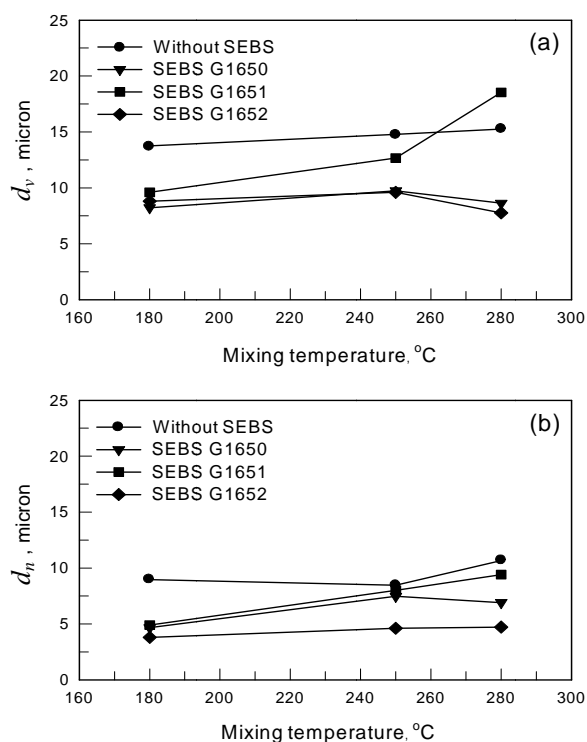 25
20
15
10
5
0
160 180 200 220 240 260 280 300
dv , micron
Mixing temperature, °C
(a)
Without SEBS
SEBS G1650
SEBS G1651
SEBS G1652
25
20
15
10
5
0
160 180 200 220 240 260 280 300
dn , micron
Mixing temperature, °C
(b)
Without SEBS
SEBS G1650
SEBS G1651
SEBS G1652